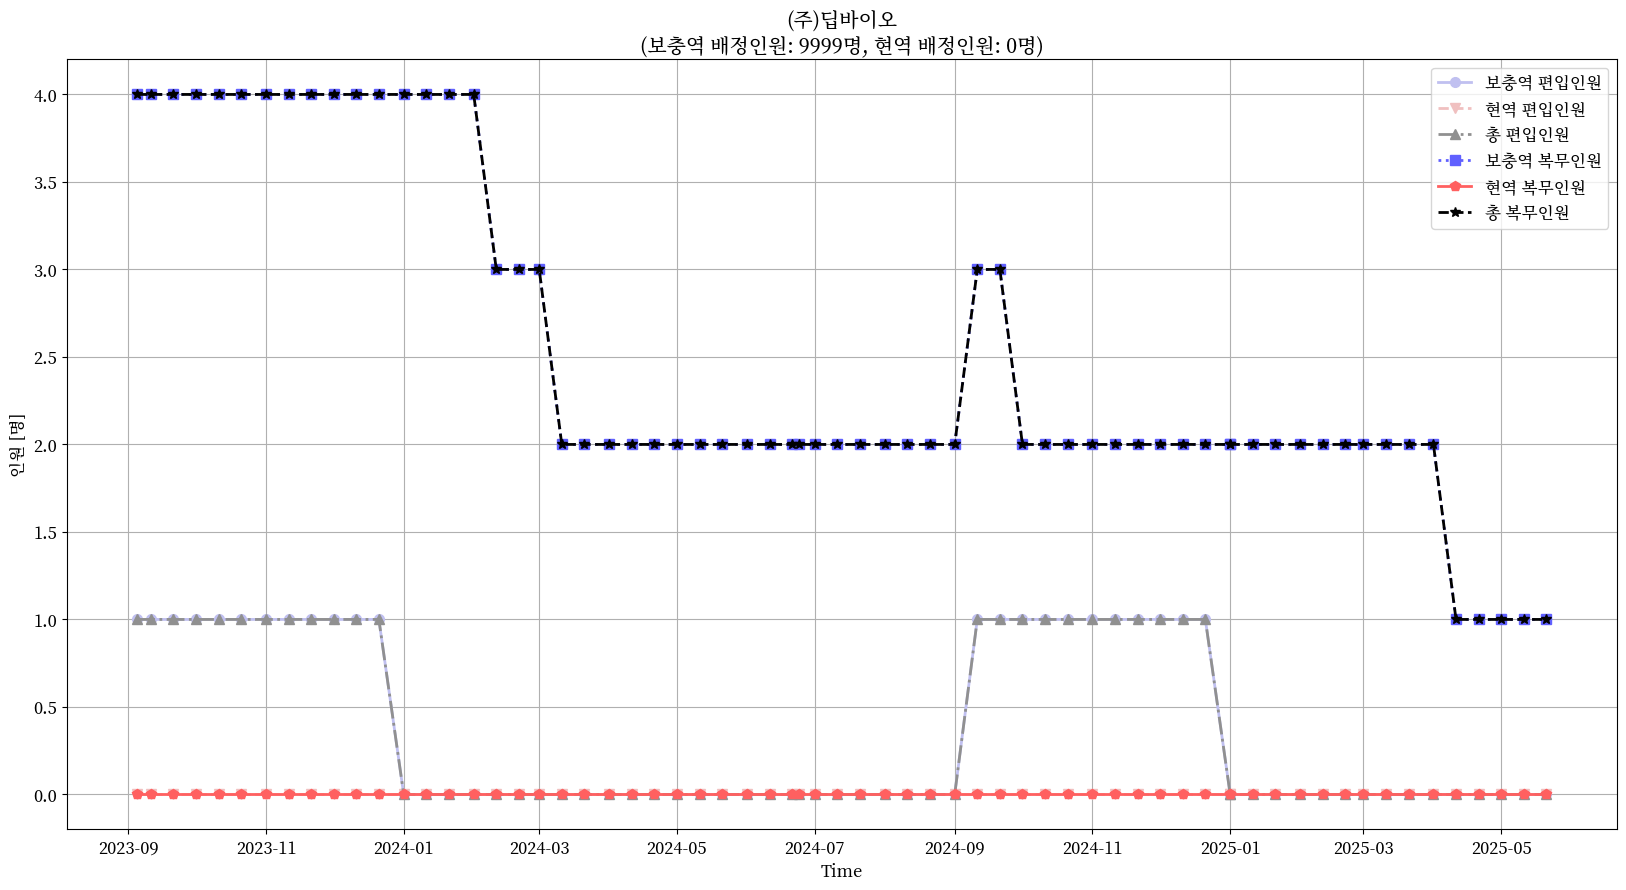 (주)딥바이오
(보충역 배정인원: 9999명, 현역 배정인원: 0명)
보충역 편입인원
현역 편입인원
총 편입인원
보충역 복무인원
현역 복무인원
총 복무인원
인원 [명]
4.0
3.5
3.0
2.5
2.0
1.5
1.0
0.5
0.0
2023-09 2023-11 2024-01 2024-03 2024-05 2024-07 2024-09 2024-11 2025-01 2025-03 2025-05
Time